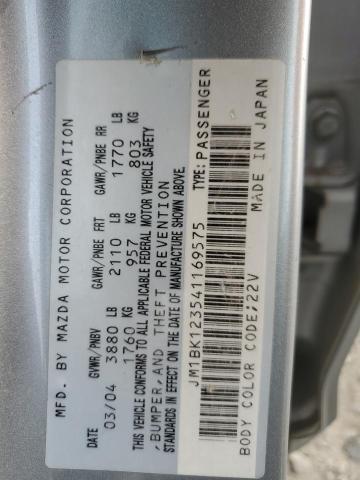 MFD. BY MAZDA MOTOR CORPORATION
GVWR/PNBV GAWR/PNBE FRT GAWR/PNBE RR
DATE 3880 LB 2110 LB 1770 LB
03/04 1760 KG 957 KG 803 KG
THIS VEHICLE CONFORMS TO ALL APPLICABLE FEDERAL MOTOR VEHICLE SAFETY
,BUMPER, AND THEFT PREVENTION
STANDARDS IN EFFECT ON THE DATE OF MANUFACTURE SHOWN ABOVE.
JM1BK123541169575 TYPE: PASSENGER
BODY COLOR CODE;22V MADE IN JAPAN